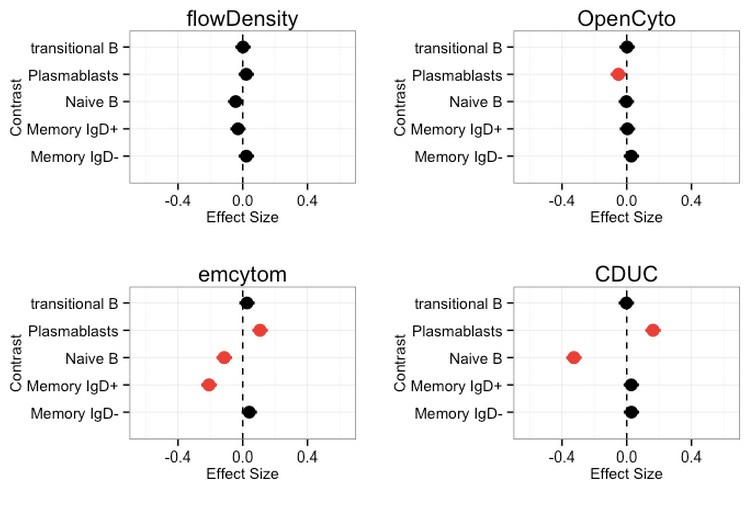 flowDensity
transitional B
Plasmablasts
Naive B
Memory IgD+
Memory IgD-
Contrast
-0.4 0.0 0.4
Effect Size
OpenCyto
transitional B
Plasmablasts
Naive B
Memory IgD+
Memory IgD-
Contrast
-0.4 0.0 0.4
Effect Size
emcytom
transitional B
Plasmablasts
Naive B
Memory IgD+
Memory IgD-
Contrast
-0.4 0.0 0.4
Effect Size
CDUC
transitional B
Plasmablasts
Naive B
Memory IgD+
Memory IgD-
Contrast
-0.4 0.0 0.4
Effect Size